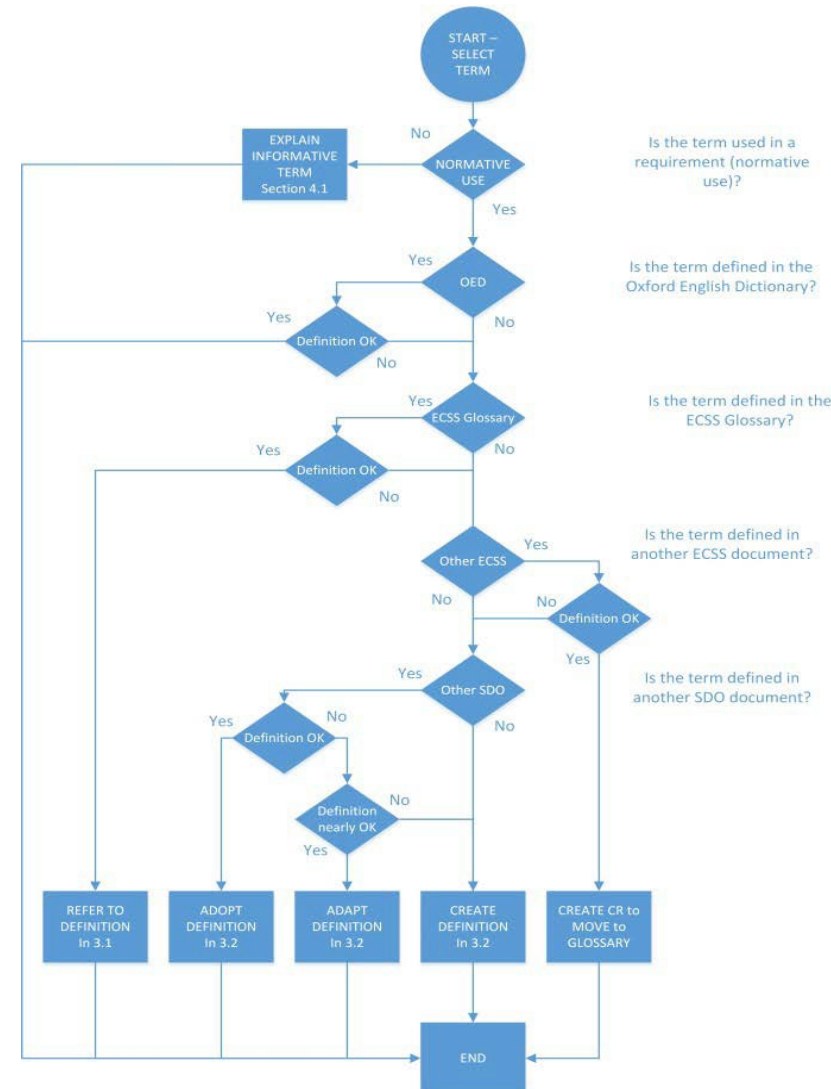 START –
SELECT
TERM
No
EXPLAIN
INFORMATIVE
TERM
Section 4.1
NORMATIVE
USE
Is the term used in a
requirement (normative
use)?
Yes
Yes
OED
Is the term defined in the
Oxford English Dictionary?
Yes
No
Definition OK
No
Yes
ECSS Glossary
Is the term defined in the
ECSS Glossary?
Yes
No
Definition OK
No
Other ECSS
Yes
Is the term defined in
another ECSS document?
No
No
Definition OK
Yes
Yes
Other SDO
Is the term defined in
another SDO document?
Yes
No
No
Definition OK
Definition
nearly OK
No
Yes
REFER TO
DEFINITION
In 3.1
ADOPT
DEFINITION
In 3.2
ADAPT
DEFINITION
In 3.2
CREATE
DEFINITION
In 3.2
CREATE CR to
MOVE to
GLOSSARY
END